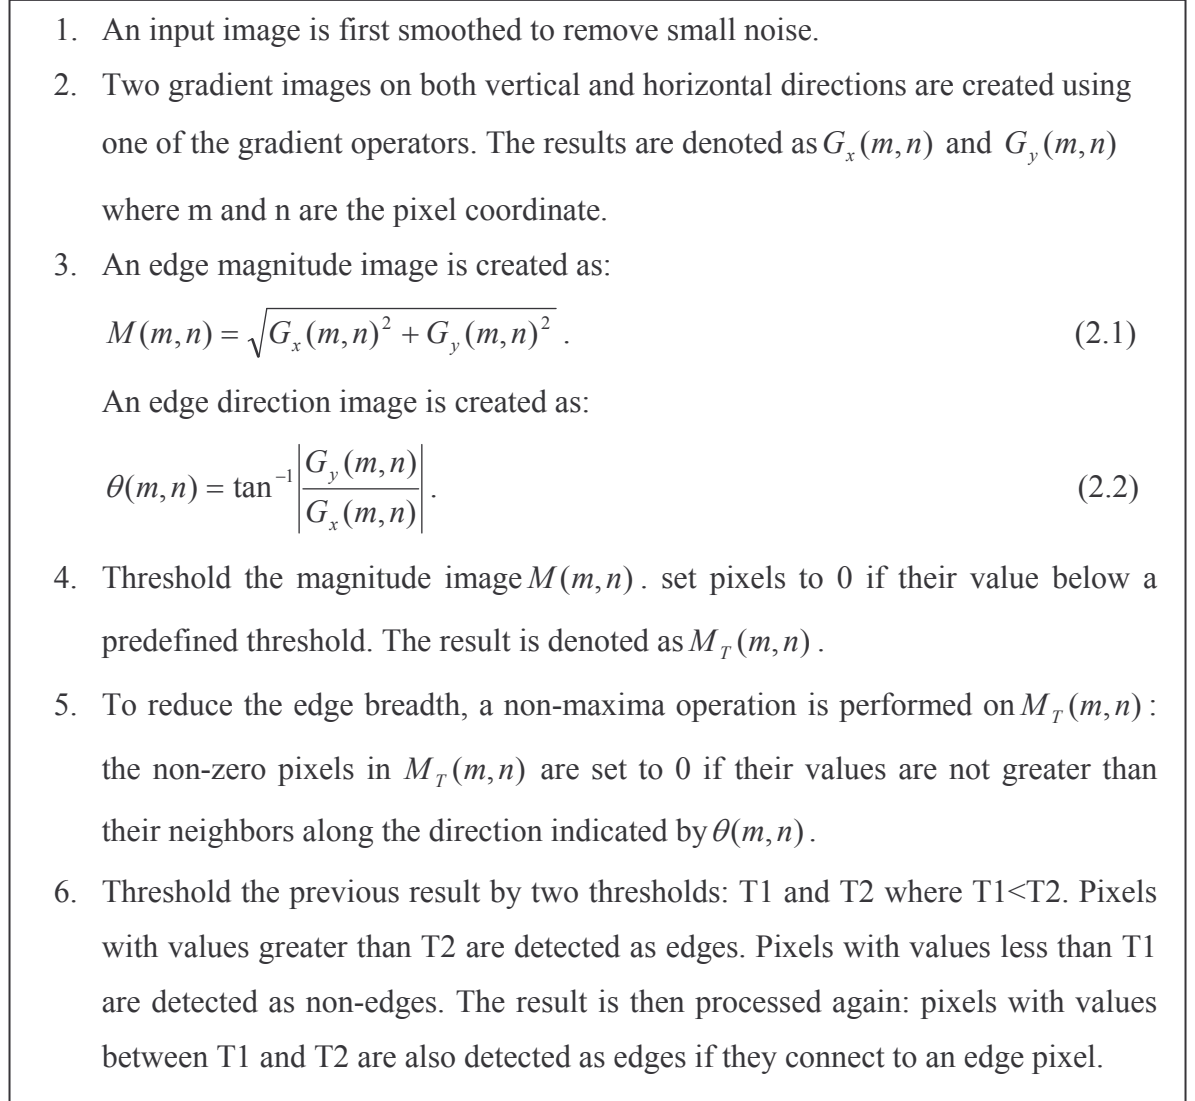 1. An input image is first smoothed to remove small noise.
2. Two gradient images on both vertical and horizontal directions are created using
one of the gradient operators. The results are denoted as G_x(m,n) and G_y(m,n)
where m and n are the pixel coordinate.
3. An edge magnitude image is created as:
M(m,n) = √(G_x(m,n)² + G_y(m,n)²) . (2.1)
An edge direction image is created as:
θ(m,n) = tan⁻¹ |G_y(m,n) / G_x(m,n)| . (2.2)
4. Threshold the magnitude image M(m,n) . set pixels to 0 if their value below a
predefined threshold. The result is denoted as M_T(m,n) .
5. To reduce the edge breadth, a non-maxima operation is performed on M_T(m,n) :
the non-zero pixels in M_T(m,n) are set to 0 if their values are not greater than
their neighbors along the direction indicated by θ(m,n) .
6. Threshold the previous result by two thresholds: T1 and T2 where T1<T2. Pixels
with values greater than T2 are detected as edges. Pixels with values less than T1
are detected as non-edges. The result is then processed again: pixels with values
between T1 and T2 are also detected as edges if they connect to an edge pixel.